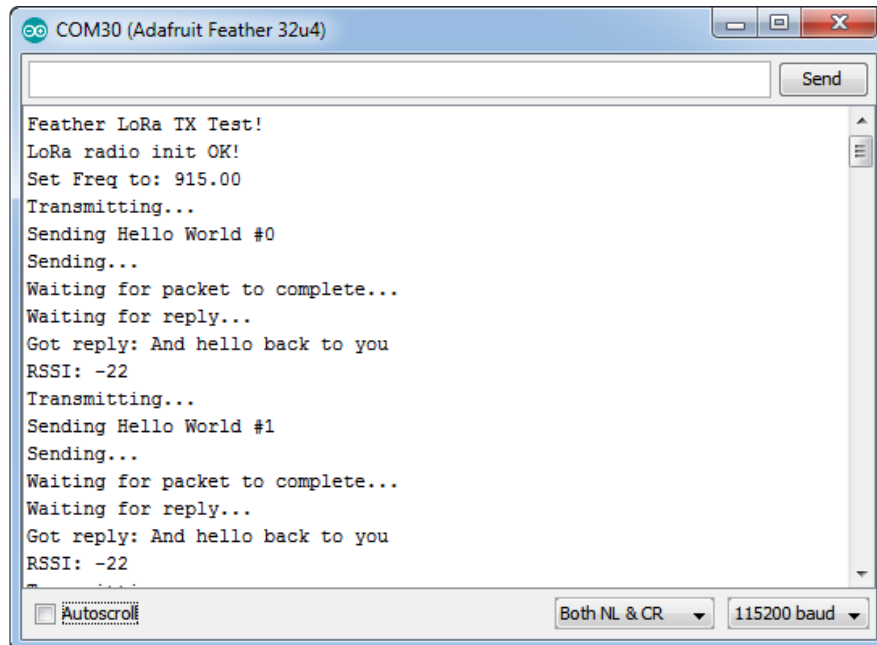 COM30 (Adafruit Feather 32u4)
Send
Feather LoRa TX Test!
LoRa radio init OK!
Set Freq to: 915.00
Transmitting...
Sending Hello World #0
Sending...
Waiting for packet to complete...
Waiting for reply...
Got reply: And hello back to you
RSSI: -22
Transmitting...
Sending Hello World #1
Sending...
Waiting for packet to complete...
Waiting for reply...
Got reply: And hello back to you
RSSI: -22
Autoscroll
Both NL & CR
115200 baud